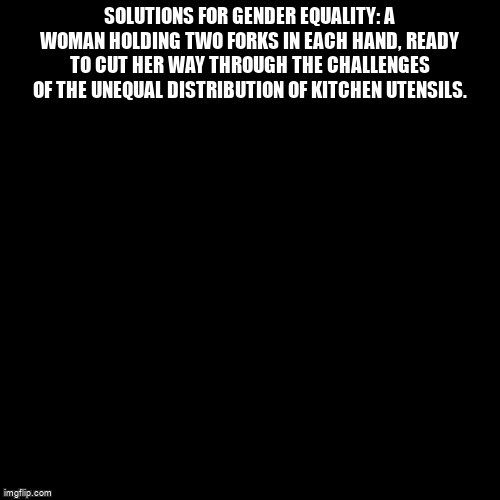 SOLUTIONS FOR GENDER EQUALITY: A
WOMAN HOLDING TWO FORKS IN EACH HAND, READY
TO CUT HER WAY THROUGH THE CHALLENGES
OF THE UNEQUAL DISTRIBUTION OF KITCHEN UTENSILS.
imgflip.com